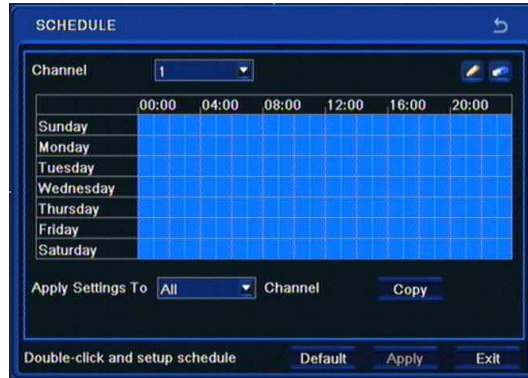 SCHEDULE
Channel 1
00:00 04:00 08:00 12:00 16:00 20:00
Sunday
Monday
Tuesday
Wednesday
Thursday
Friday
Saturday
Apply Settings To All Channel Copy
Double-click and setup schedule Default Apply Exit